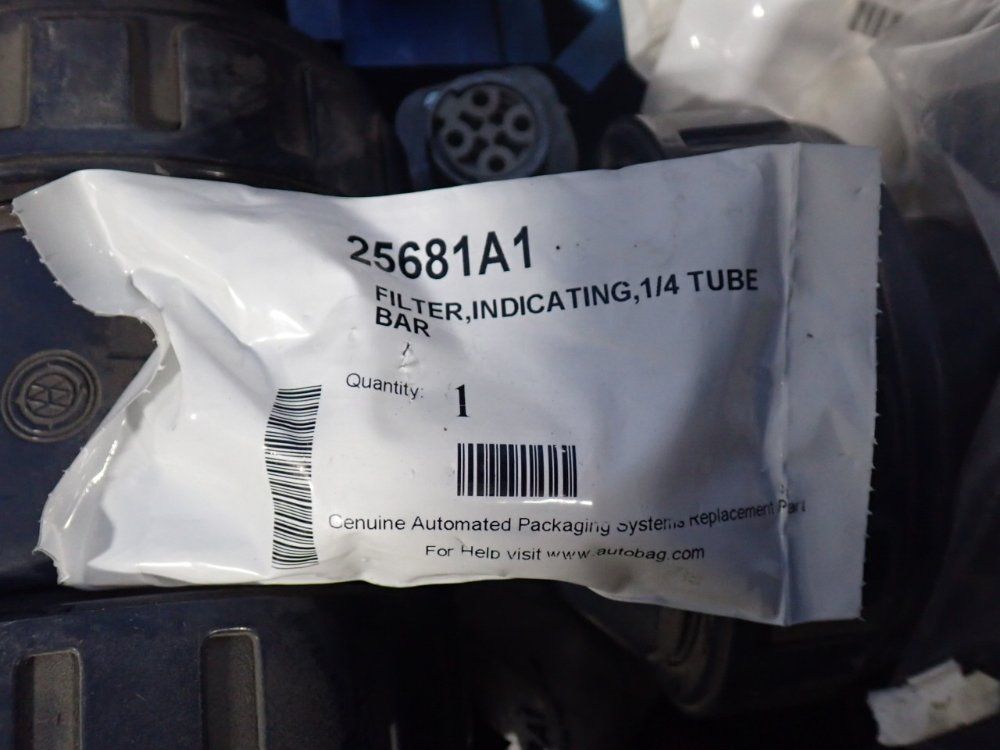 25681A1
FILTER,INDICATING,1/4 TUBE
BAR
Quantity: 1
Genuine Automated Packaging Systems Replacement Part
For Help visit www.autobag.com